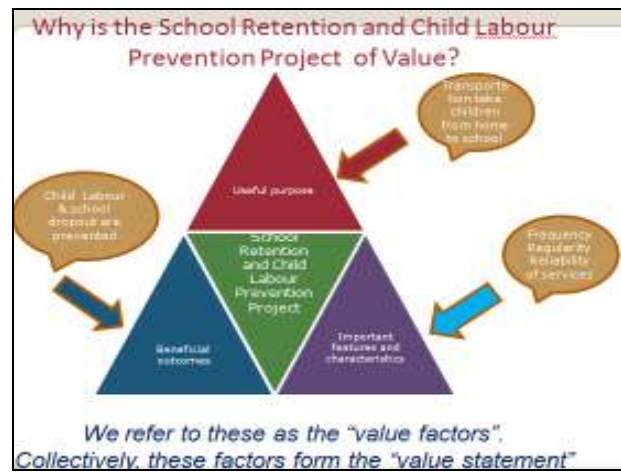 Why is the School Retention and Child Labour
Prevention Project of Value?
Transporta
tion take
children
from home
to school
Useful purpose
Child Labour
& school
dropout are
prevented
School
Retention
and Child
Labour
Prevention
Project
Frequency
Regularity
Reliability
of services
Beneficial
outcomes
Important
features and
characteristics
We refer to these as the “value factors”.
Collectively, these factors form the “value statement”